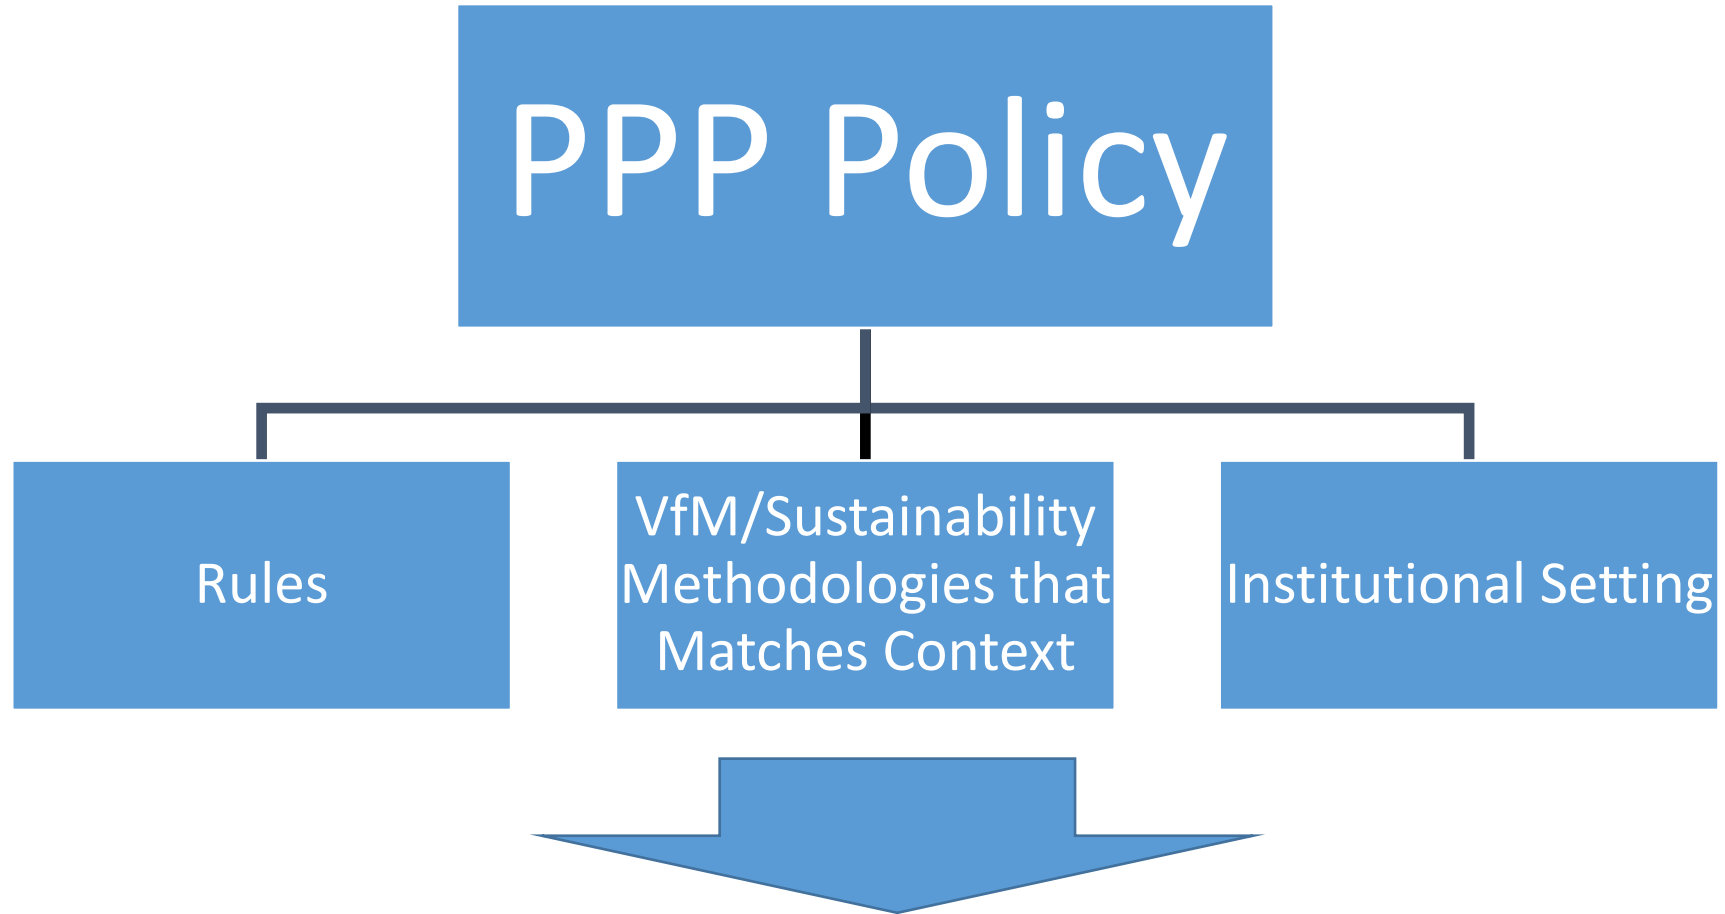 PPP Policy
Rules
VfM/Sustainability
Methodologies that
Matches Context
Institutional Setting